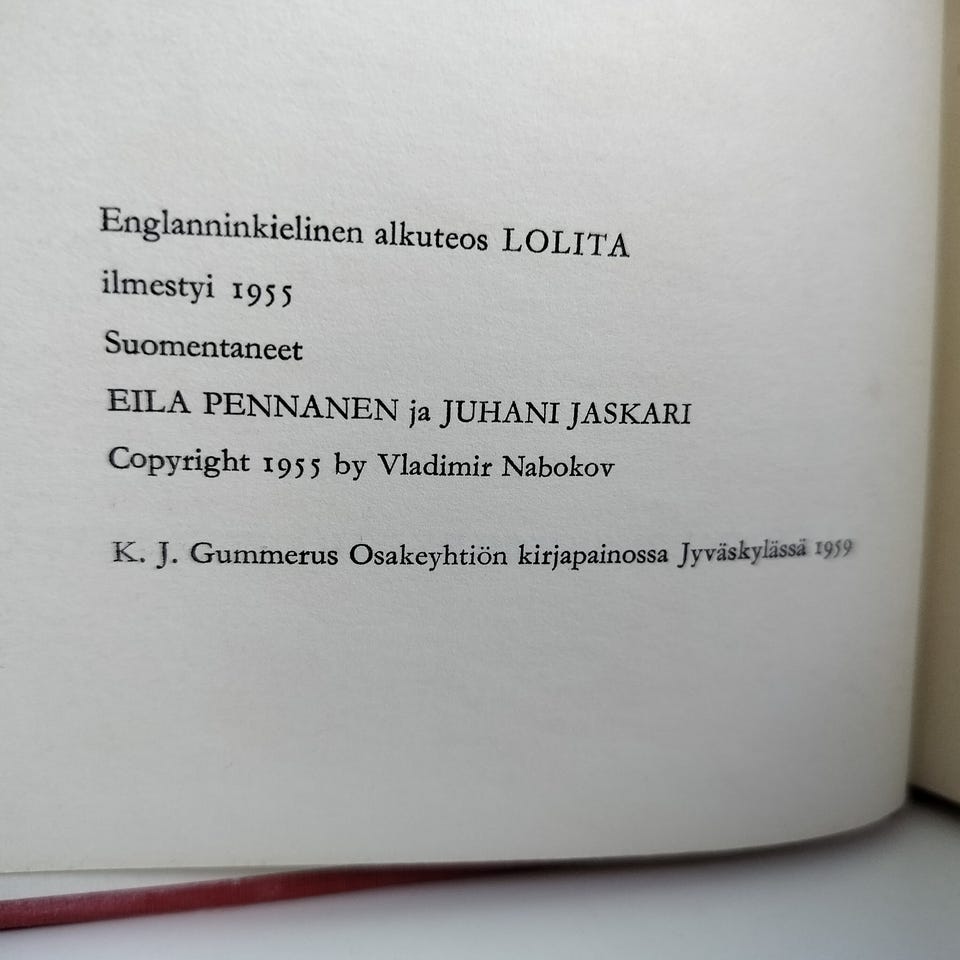 Englanninkielinen alkuteos LOLITA
ilmestyi 1955
Suomentaneet
EILA PENNANEN ja JUHANI JASKARI
Copyright 1955 by Vladimir Nabokov
K. J. Gummerus Osakeyhtiön kirjapainossa Jyväskylässä 1959